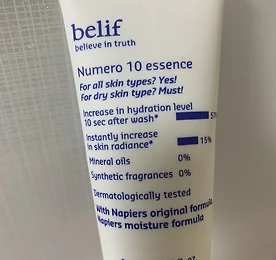 belif
believe in truth
Numero 10 essence
For all skin types? Yes!
For dry skin type? Must!
Increase in hydration level
10 sec after wash*
Instantly increase
in skin radiance* 15%
Mineral oils 0%
Synthetic fragrances 0%
Dermatologically tested
With Napiers original formula
Napiers moisture formula